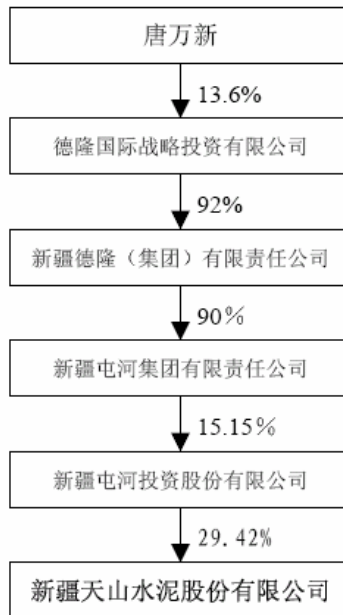 唐万新
13.6%
德隆国际战略投资有限公司
92%
新疆德隆（集团）有限责任公司
90％
新疆屯河集团有限责任公司
15.15％
新疆屯河投资股份有限公司
29.42%
新疆天山水泥股份有限公司